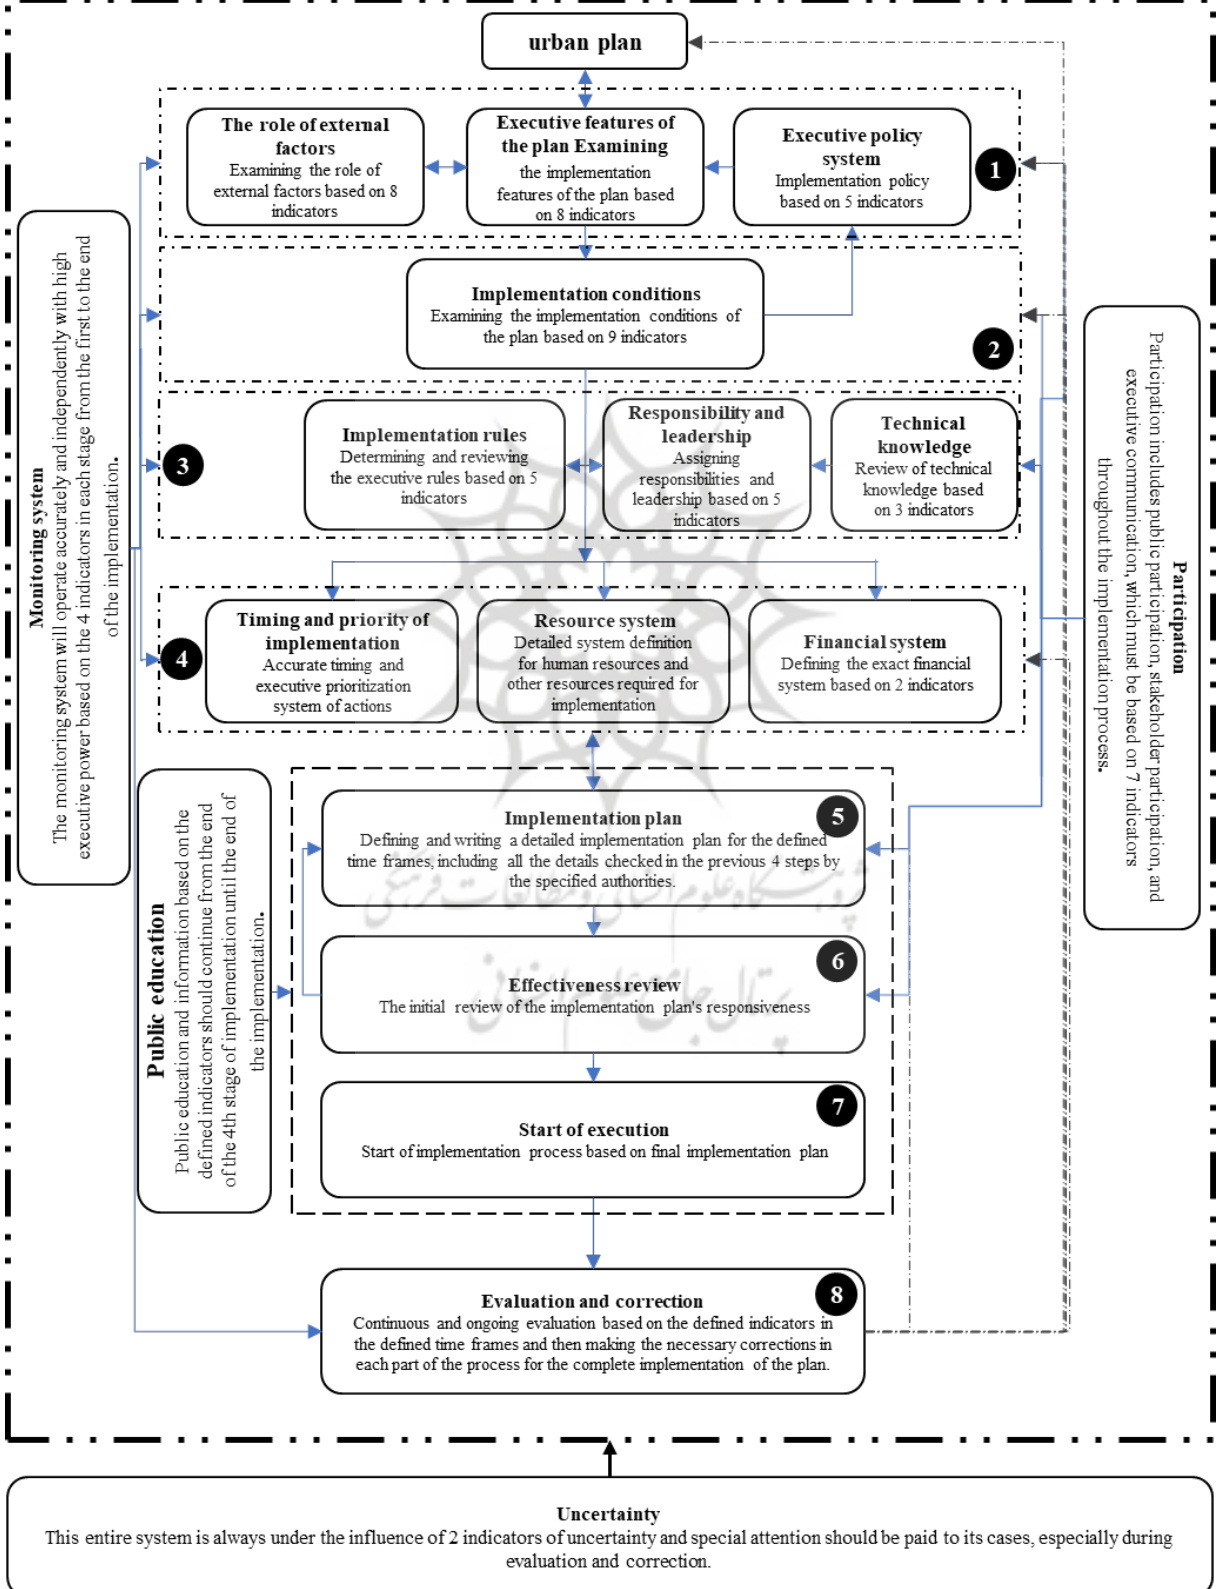 urban plan
The role of external
factors
Examining the role of
external factors based on 8
indicators
Executive features of
the plan Examining
the implementation
features of the plan based
on 8 indicators
Executive policy
system
Implementation policy
based on 5 indicators
1
Implementation conditions
Examining the implementation conditions of
the plan based on 9 indicators
2
3
Implementation rules
Determining and reviewing
the executive rules based on 5
indicators
Responsibility and
leadership
Assigning
responsibilities and
leadership based on 5
indicators
Technical
knowledge
Review of technical
knowledge based
on 3 indicators
4
Timing and priority of
implementation
Accurate timing and
executive prioritization
system of actions
Resource system
Detailed system definition
for human resources and
other resources required for
implementation
Financial system
Defining the exact financial
system based on 2 indicators
Monitoring system
The monitoring system will operate accurately and independently with high
executive power based on the 4 indicators in each stage from the first to the end
of the implementation.
Participation
Participation includes public participation, stakeholder participation, and
executive communication, which must be based on 7 indicators
throughout the implementation process.
Public education
Public education and information based on the
defined indicators should continue from the end
of the 4th stage of implementation until the end of
the implementation.
5
Implementation plan
Defining and writing a detailed implementation plan for the defined
time frames, including all the details checked in the previous 4 steps by
the specified authorities.
پژوهشگاه علوم انسانی و مطالعات فرهنگی
6
Effectiveness review
The initial review of the implementation plan's responsiveness
پرتال جامع علوم انسانی
7
Start of execution
Start of implementation process based on final implementation plan
8
Evaluation and correction
Continuous and ongoing evaluation based on the defined indicators in
the defined time frames and then making the necessary corrections in
each part of the process for the complete implementation of the plan.
Uncertainty
This entire system is always under the influence of 2 indicators of uncertainty and special attention should be paid to its cases, especially during
evaluation and correction.